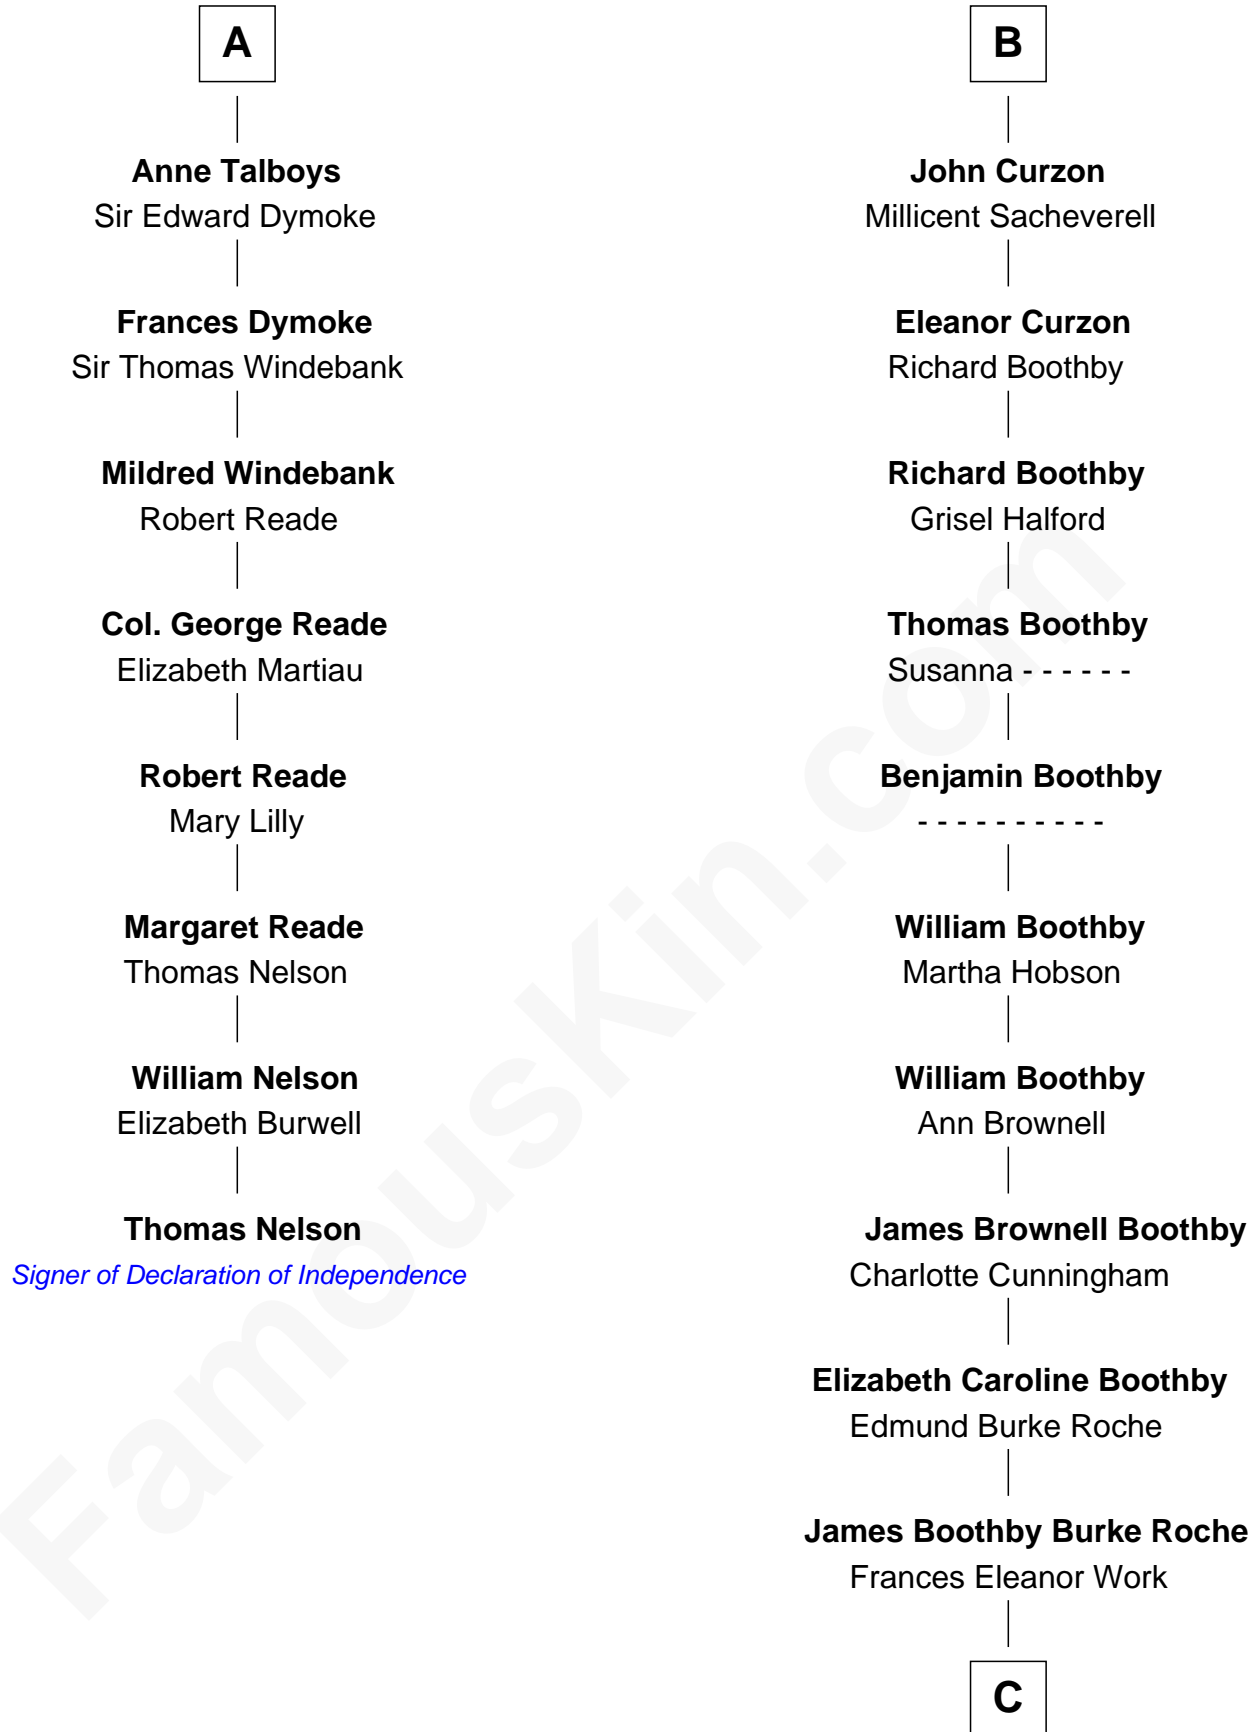 A
Anne Talboys
Sir Edward Dymoke
Frances Dymoke
Sir Thomas Windebank
Mildred Windebank
Robert Reade
Col. George Reade
Elizabeth Martiau
Robert Reade
Mary Lilly
Margaret Reade
Thomas Nelson
William Nelson
Elizabeth Burwell
Thomas Nelson
Signer of Declaration of Independence
B
John Curzon
Millicent Sacheverell
Eleanor Curzon
Richard Boothby
Richard Boothby
Grisel Halford
Thomas Boothby
Susanna - - - - - -
Benjamin Boothby
- - - - - - - - - -
William Boothby
Martha Hobson
William Boothby
Ann Brownell
James Brownell Boothby
Charlotte Cunningham
Elizabeth Caroline Boothby
Edmund Burke Roche
James Boothby Burke Roche
Frances Eleanor Work
C
FamousKin.com